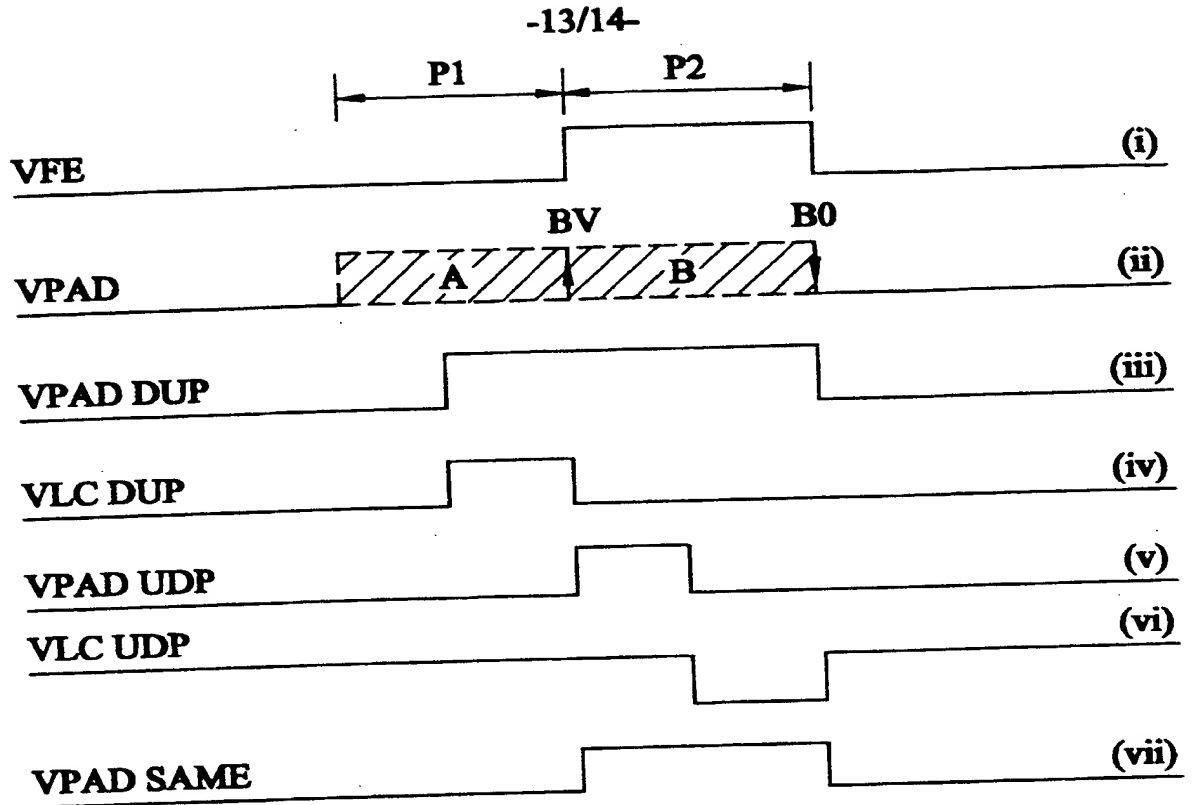 -13/14-
P1 P2
VFE (i)
BV B0
VPAD A B (ii)
VPAD DUP (iii)
VLC DUP (iv)
VPAD UDP (v)
VLC UDP (vi)
VPAD SAME (vii)